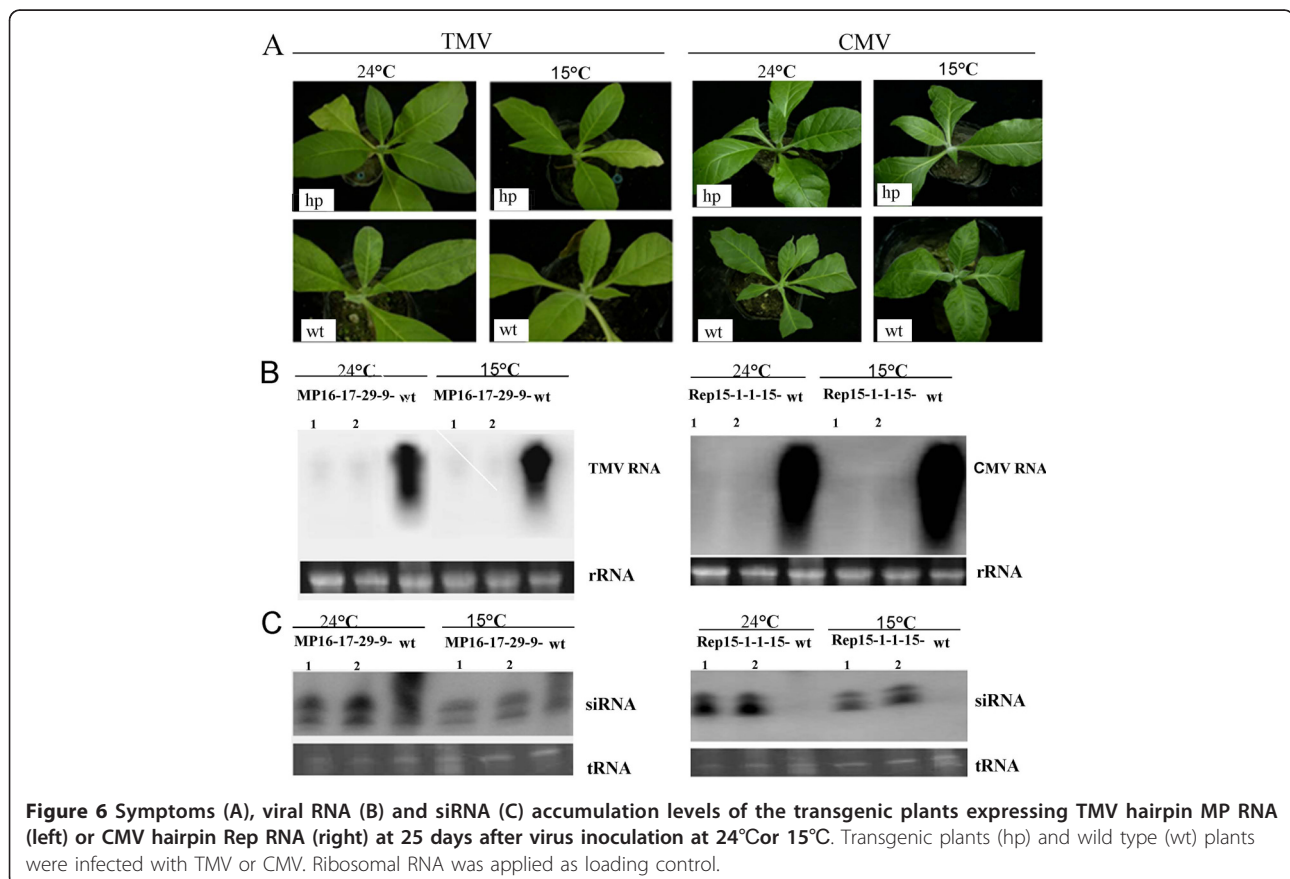 A
TMV CMV
24°C 15°C 24°C 15°C
hp hp hp hp
wt wt wt wt
B
24°C 15°C 24°C 15°C
MP16-17-29-9- wt MP16-17-29-9- wt Rep15-1-1-15- wt Rep15-1-1-15- wt
1 2 1 2 1 2 1 2
TMV RNA CMV RNA
rRNA rRNA
C
24°C 15°C 24°C 15°C
MP16-17-29-9- wt MP16-17-29-9- wt Rep15-1-1-15- wt Rep15-1-1-15- wt
1 2 1 2 1 2 1 2
siRNA siRNA
tRNA tRNA
Figure 6 Symptoms (A), viral RNA (B) and siRNA (C) accumulation levels of the transgenic plants expressing TMV hairpin MP RNA
(left) or CMV hairpin Rep RNA (right) at 25 days after virus inoculation at 24°Cor 15°C. Transgenic plants (hp) and wild type (wt) plants
were infected with TMV or CMV. Ribosomal RNA was applied as loading control.